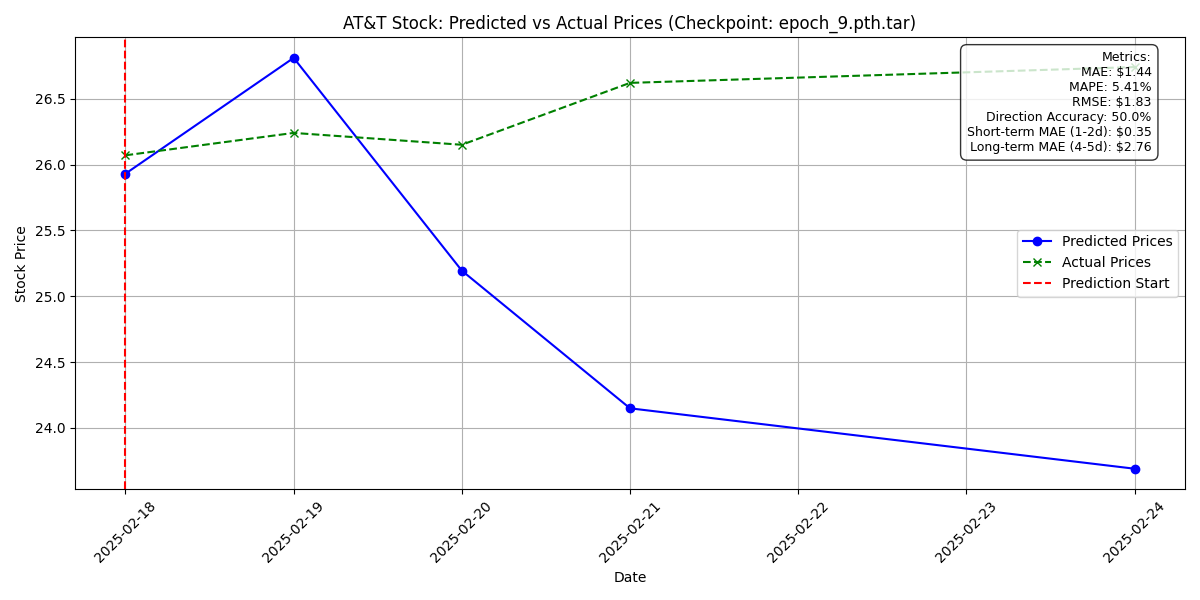 AT&T Stock: Predicted vs Actual Prices (Checkpoint: epoch_9.pth.tar)
Metrics:
MAE: $1.44
MAPE: 5.41%
RMSE: $1.83
Direction Accuracy: 50.0%
Short-term MAE (1-2d): $0.35
Long-term MAE (4-5d): $2.76
Predicted Prices
Actual Prices
Prediction Start
Stock Price
26.5
26.0
25.5
25.0
24.5
24.0
2025-02-18
2025-02-19
2025-02-20
2025-02-21
2025-02-22
2025-02-23
2025-02-24
Date